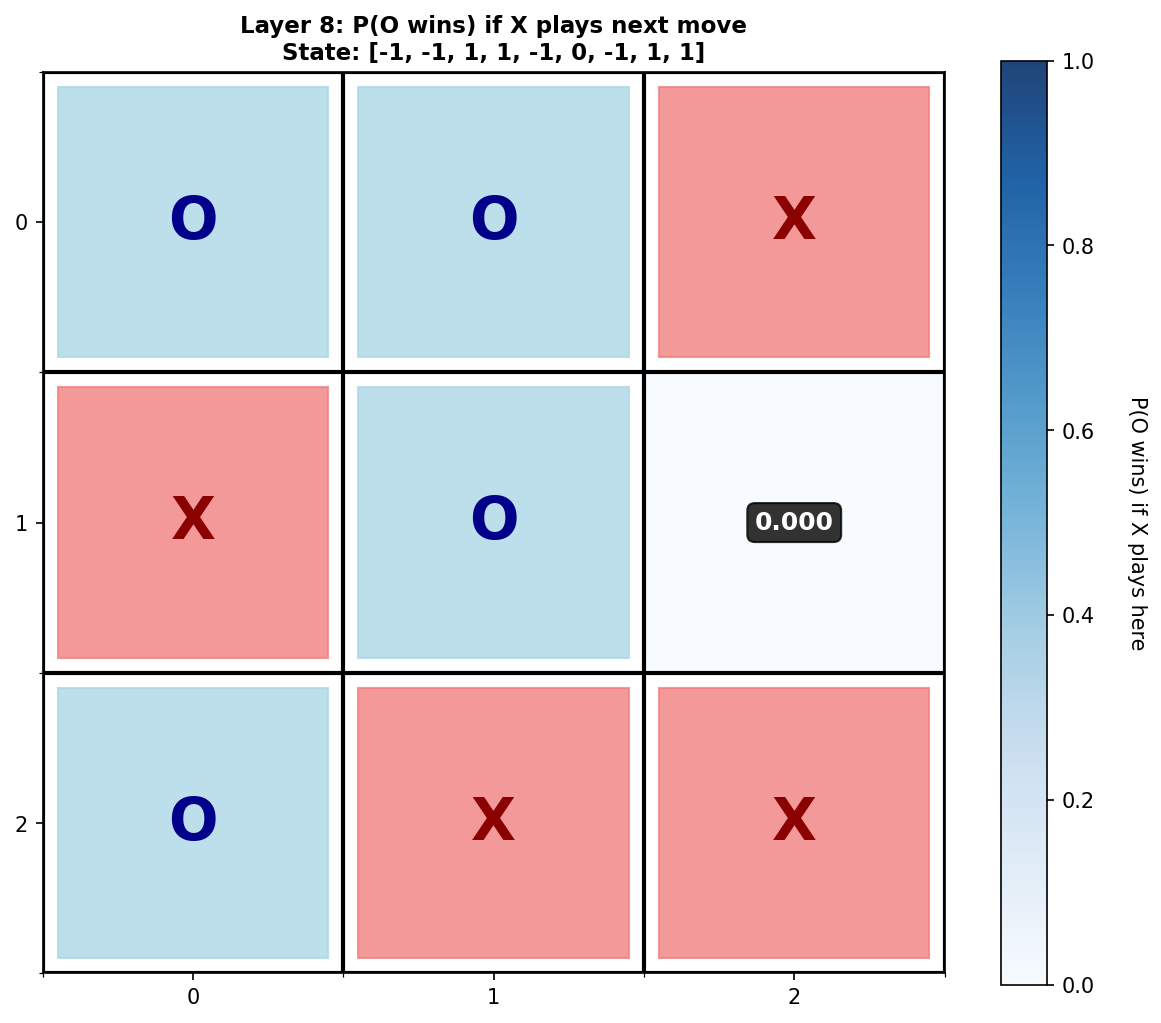 Layer 8: P(O wins) if X plays next move
State: [-1, -1, 1, 1, -1, 0, -1, 1, 1]
0
O
O
X
1
X
O
0.000
2
O
X
X
0
1
2
1.0
0.8
0.6
0.4
0.2
0.0
P(O wins) if X plays here